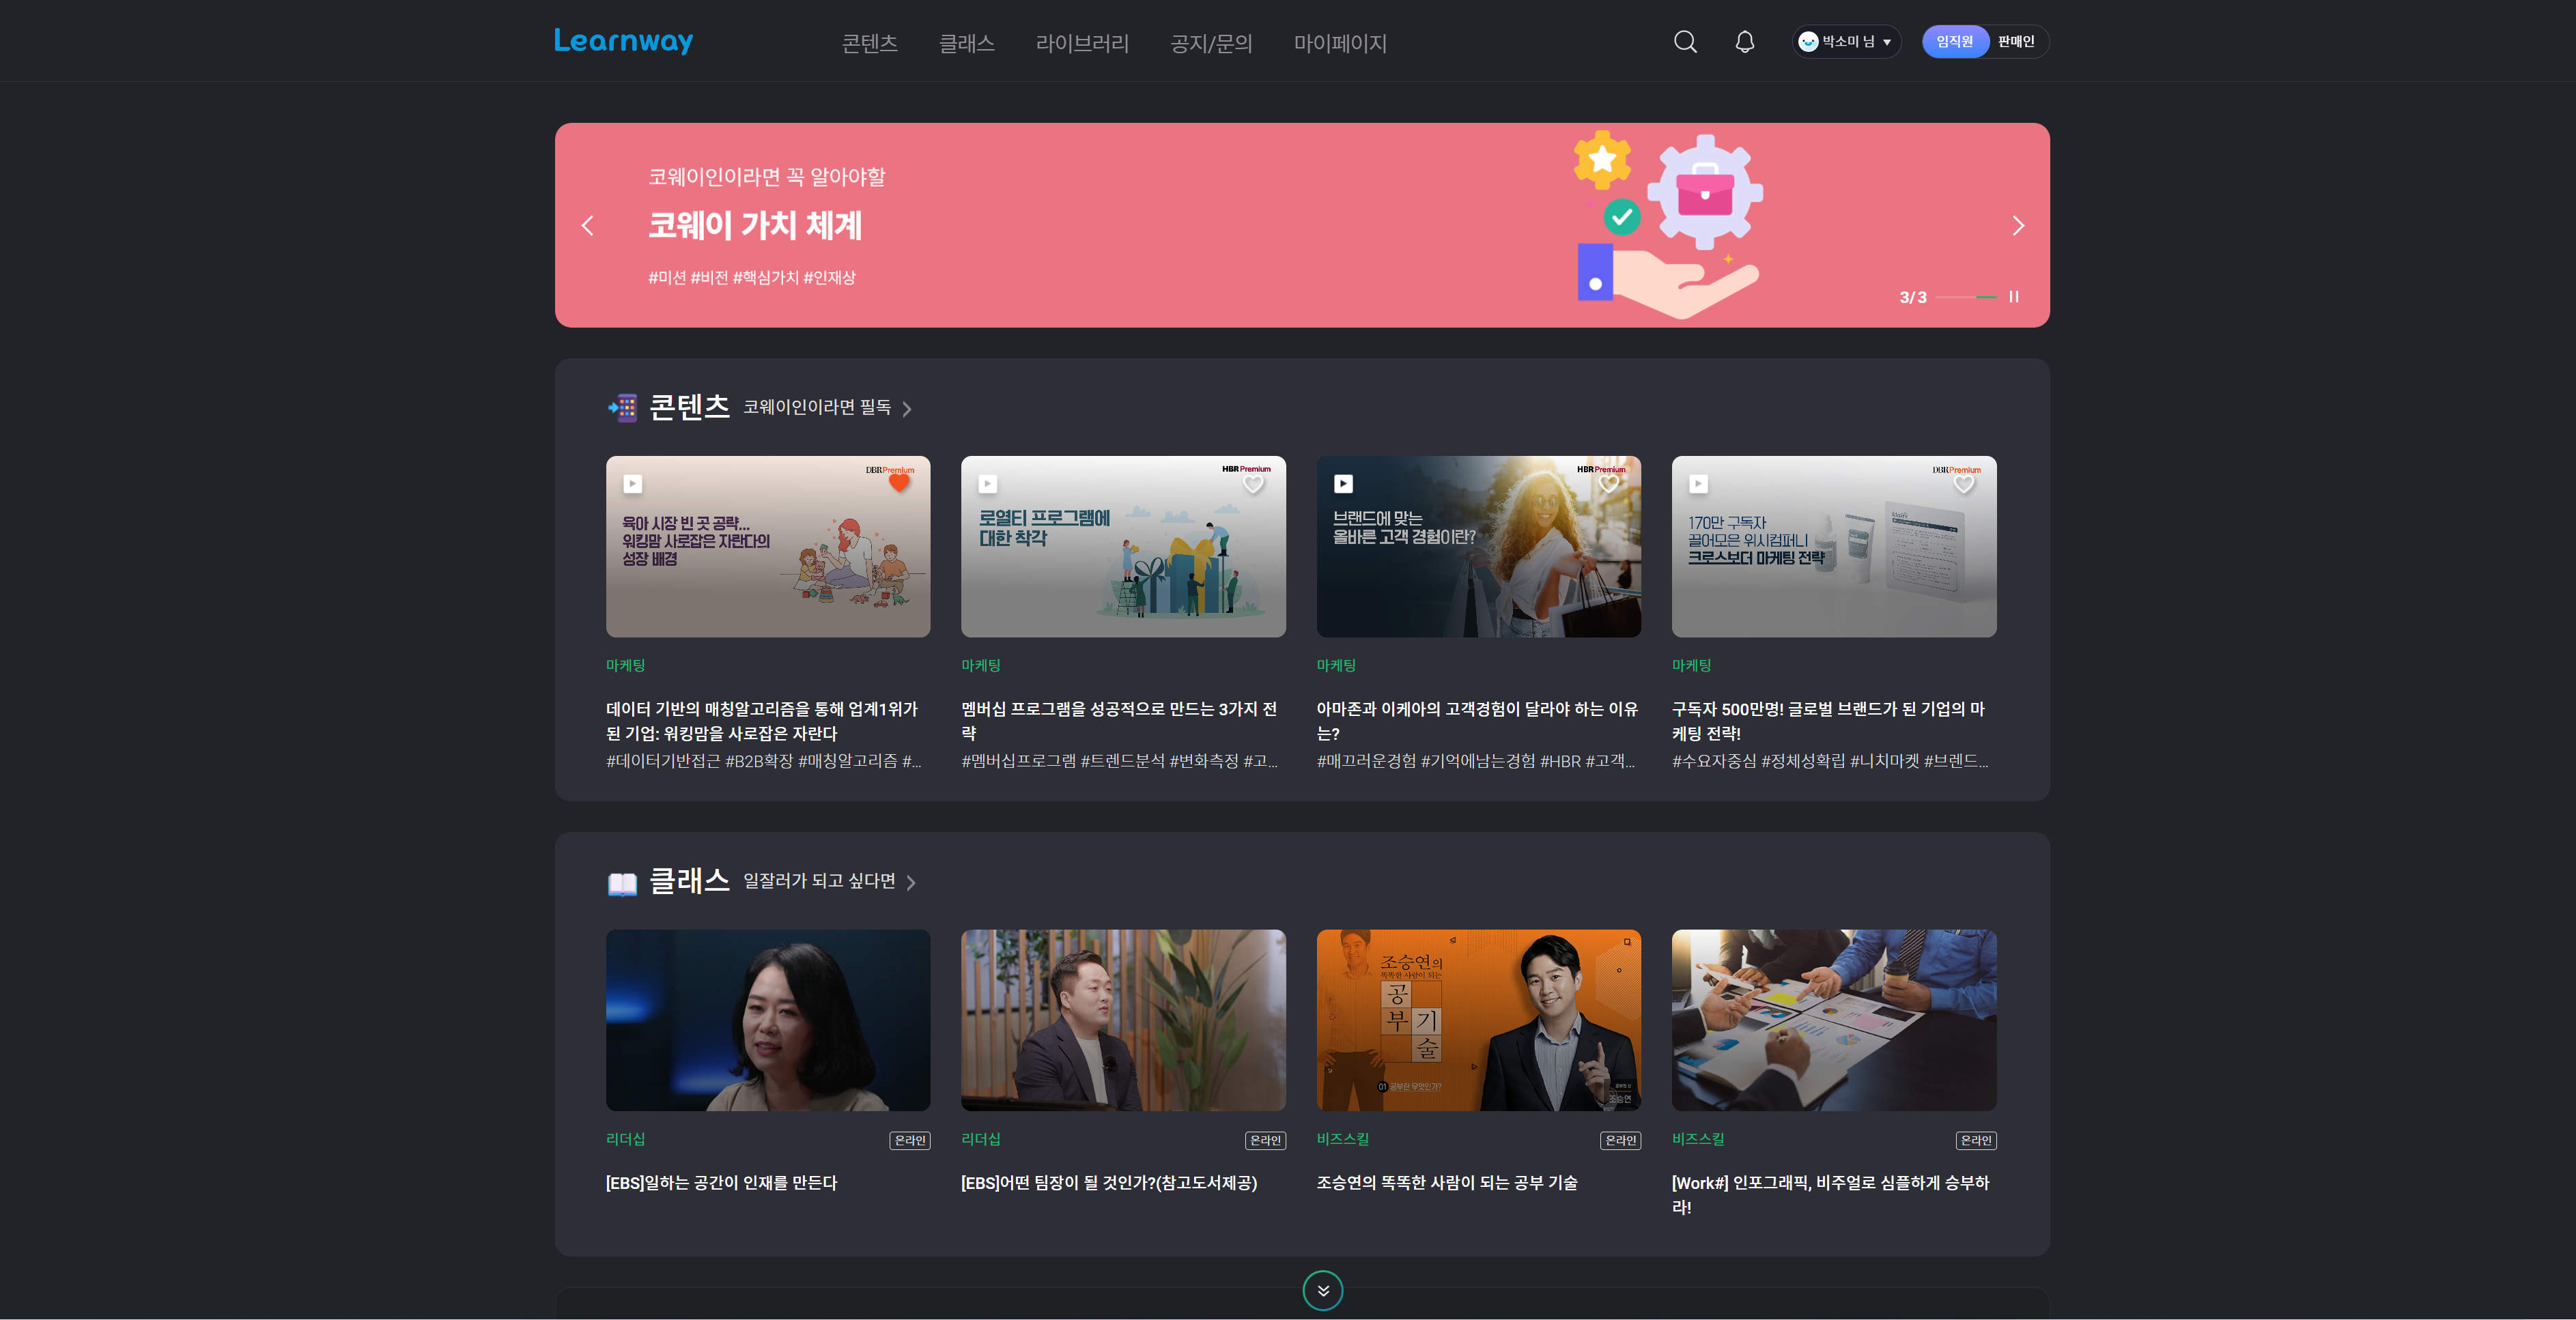 Learnway
콘텐츠 클래스 라이브러리 공지/문의 마이페이지
박소미 님
임직원 판매인
코웨이인이라면 꼭 알아야할
코웨이 가치 체계
#미션 #비전 #핵심가치 #인재상
3/3
콘텐츠 코웨이인이라면 필독
DBR Premium
육아 시장 빈 곳 공략...
워킹맘 사로잡은 자란다의
성장 배경
HBR Premium
로열티 프로그램에
대한 착각
HBR Premium
브랜드에 맞는
올바른 고객 경험이란?
DBR Premium
170만 구독자
끌어모은 위시컴퍼니
크로스보더 마케팅 전략
마케팅
데이터 기반의 매칭알고리즘을 통해 업계1위가
된 기업: 워킹맘을 사로잡은 자란다
#데이터기반접근 #B2B확장 #매칭알고리즘 #...
마케팅
멤버십 프로그램을 성공적으로 만드는 3가지 전
략
#멤버십프로그램 #트렌드분석 #변화측정 #고...
마케팅
아마존과 이케아의 고객경험이 달라야 하는 이유
는?
#매끄러운경험 #기억에남는경험 #HBR #고객...
마케팅
구독자 500만명! 글로벌 브랜드가 된 기업의 마
케팅 전략!
#수요자중심 #정체성확립 #니치마켓 #브렌드...
클래스 일잘러가 되고 싶다면
조승연의
똑똑한 사람이 되는
공
부기
술
01 공부란 무엇인가?
조승연
리더십 온라인
[EBS]일하는 공간이 인재를 만든다
리더십 온라인
[EBS]어떤 팀장이 될 것인가?(참고도서제공)
비즈스킬 온라인
조승연의 똑똑한 사람이 되는 공부 기술
비즈스킬 온라인
[Work#] 인포그래픽, 비주얼로 심플하게 승부하
라!